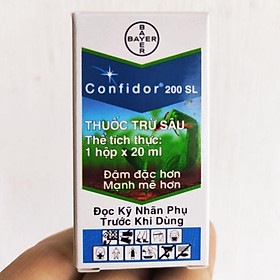 BAYER
BAYER
Confidor® 200 SL
THUỐC TRỪ SÂU
Thể tích thực:
1 hộp x 20 ml
Đậm đặc hơn
Mạnh mẽ hơn
Đọc Kỹ Nhãn Phụ
Trước Khi Dùng